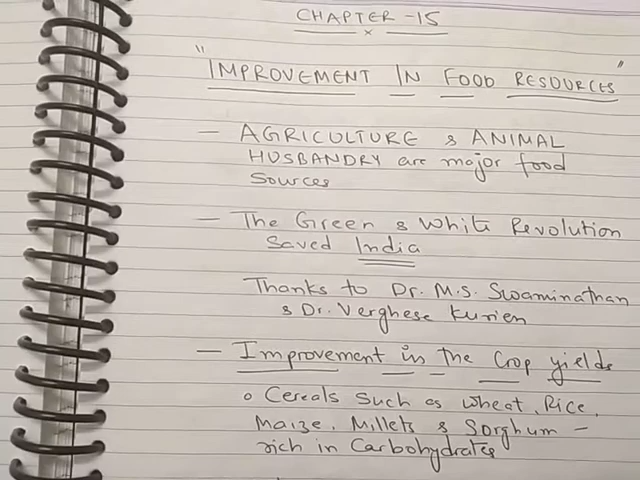 CHAPTER -15
x
"IMPROVEMENT IN FOOD RESOURCES"
— AGRICULTURE & ANIMAL
HUSBANDRY are major food
Sources
— The Green & White Revolution
Saved India
Thanks to Dr. M.S. Swaminathan
& Dr. Verghese Kurien
— Improvement in the Crop yields
o Cereals Such as Wheat, Rice,
Maize, Millets & Sorghum –
rich in Carbohydrates